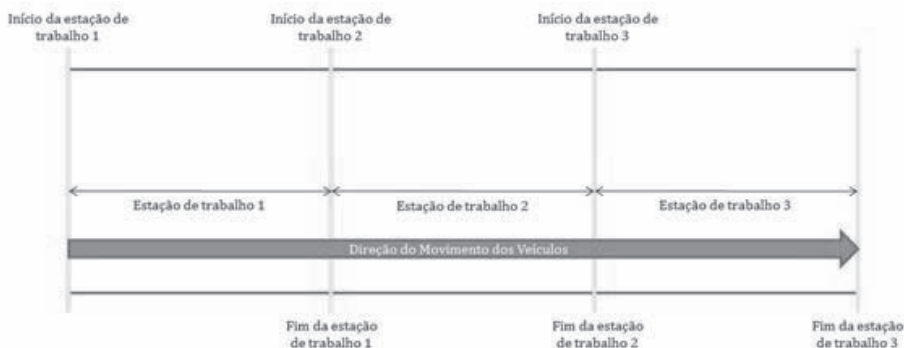 Início da estação de
trabalho 1
Início da estação de
trabalho 2
Início da estação de
trabalho 3
Estação de trabalho 1
Estação de trabalho 2
Estação de trabalho 3
Direção do Movimento dos Veículos
Fim da estação
de trabalho 1
Fim da estação
de trabalho 2
Fim da estação
de trabalho 3